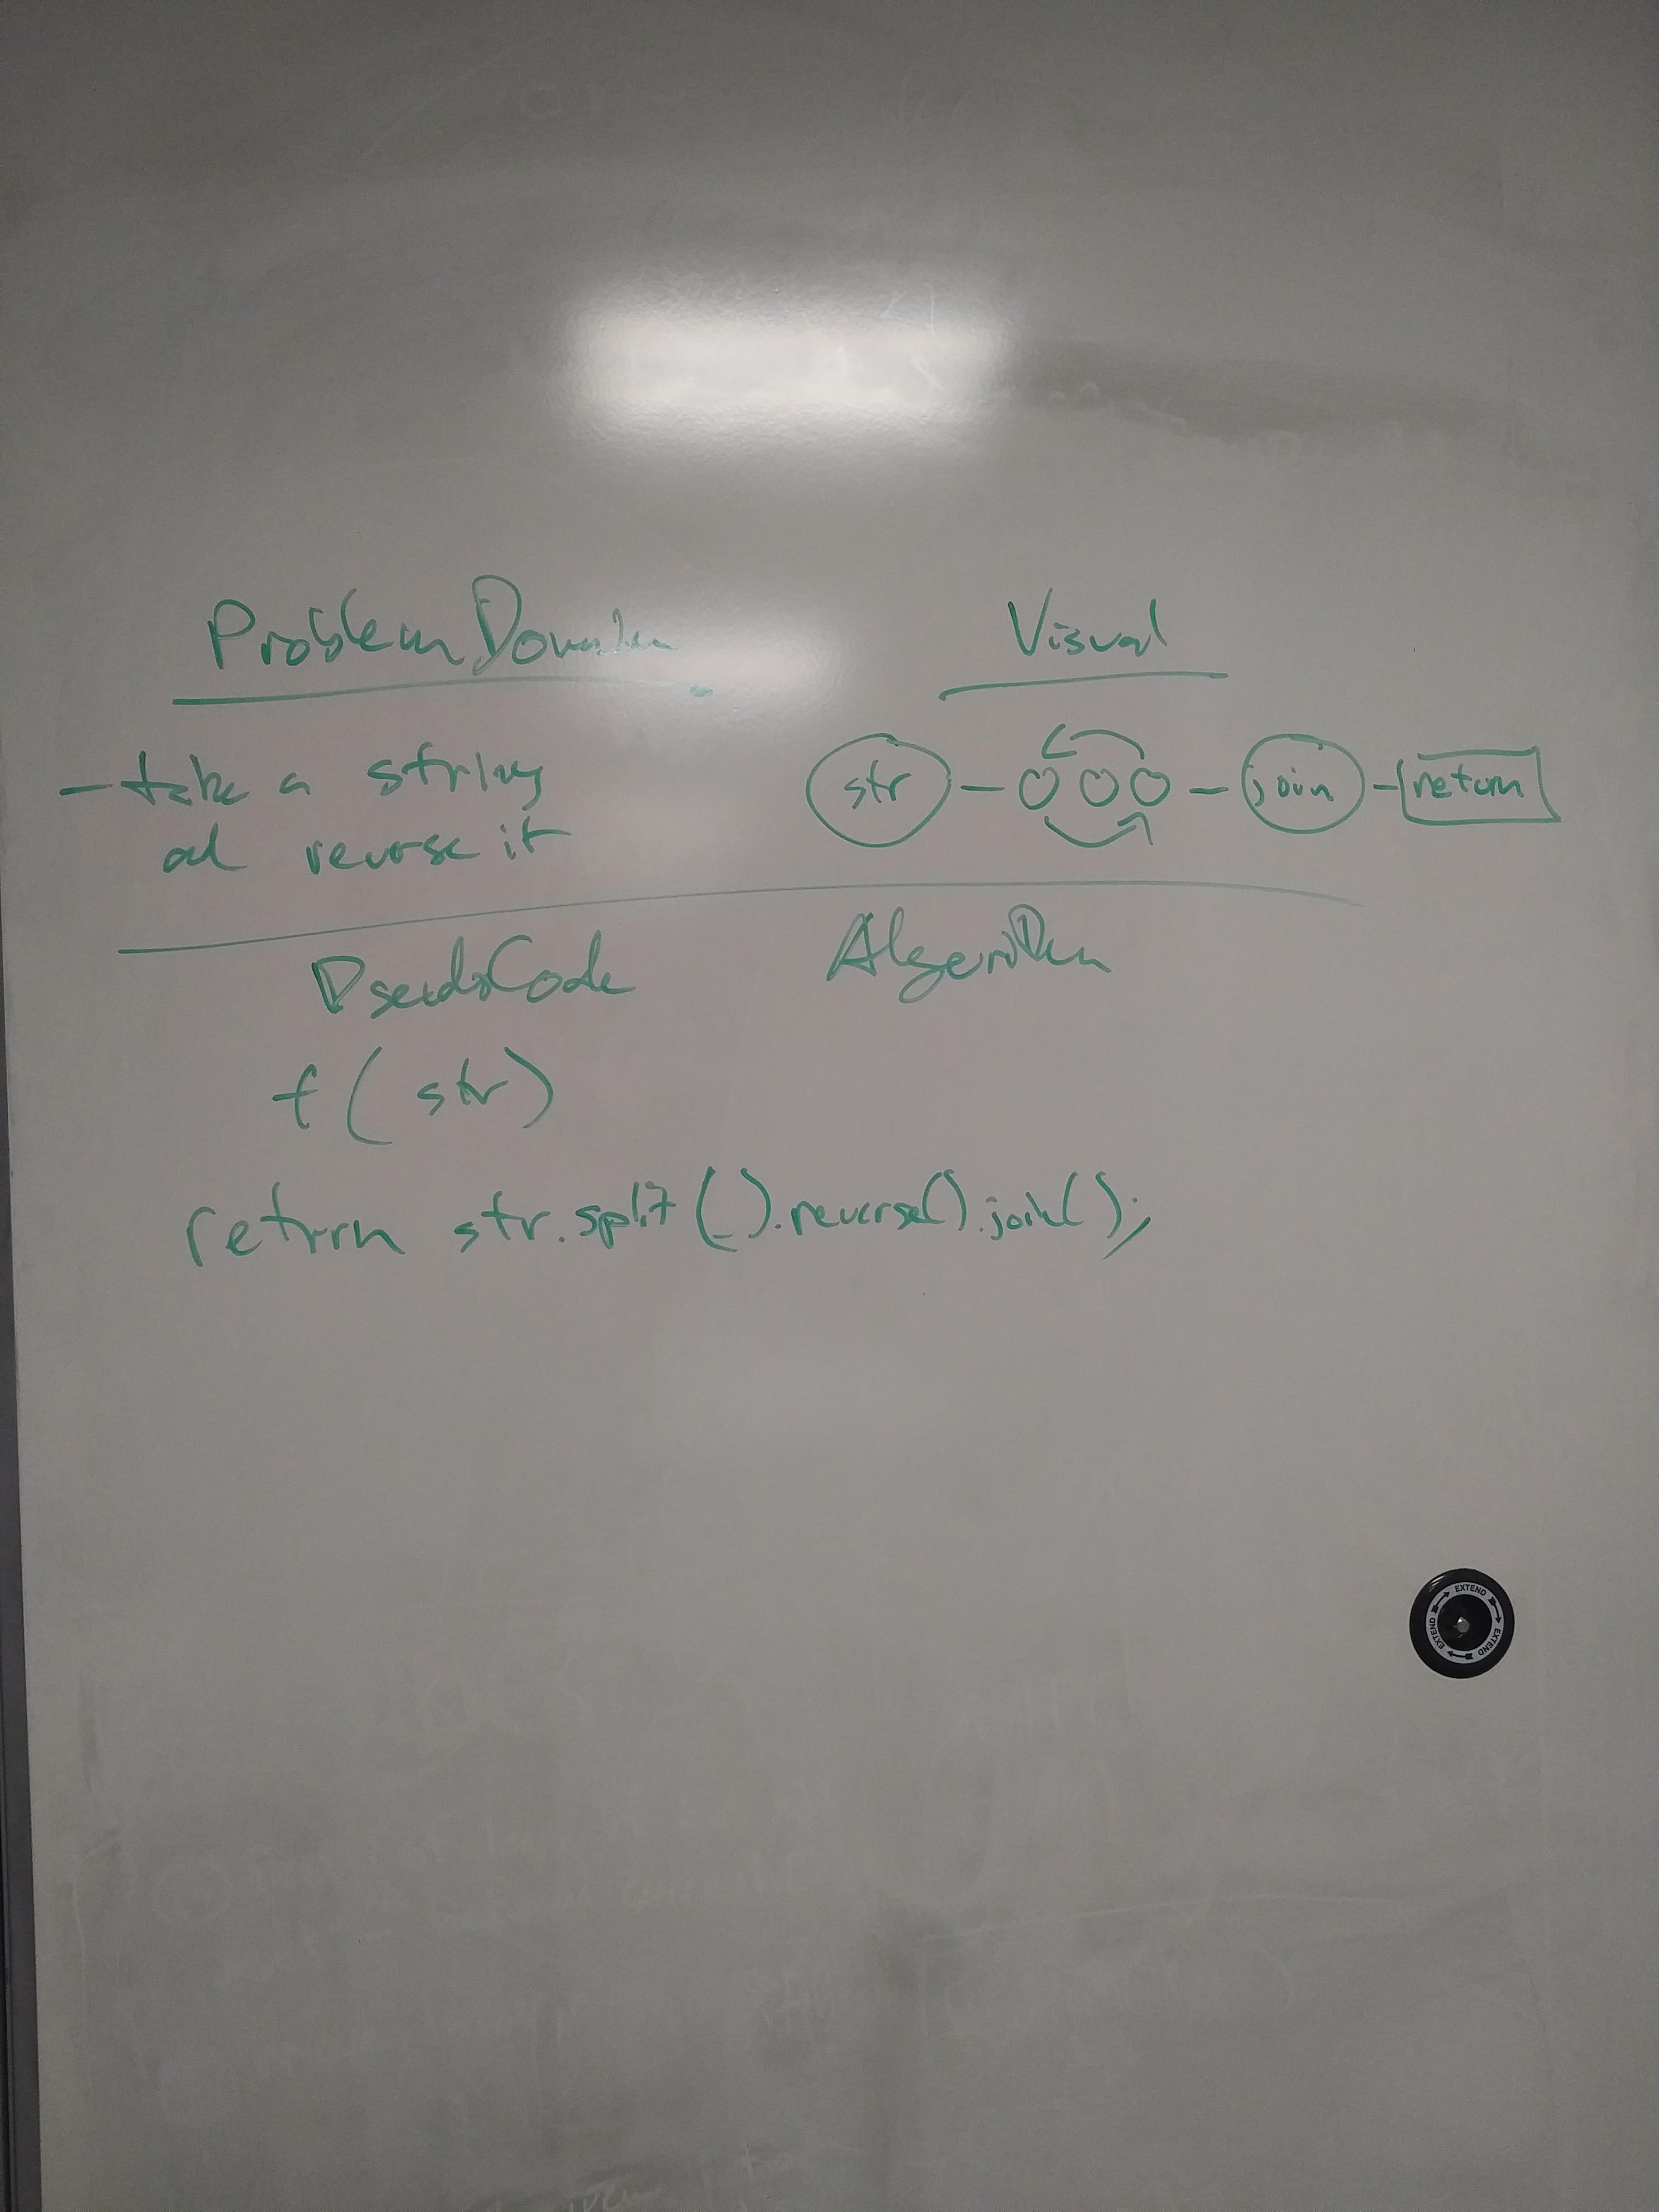 Problem Domain
- take a string
ad reverse it
Visual
str - O O O - join - return
PseudoCode
f( str)
return str.split(_).reverse().join();
Algorithm
EXTEND EXTEND EXTEND